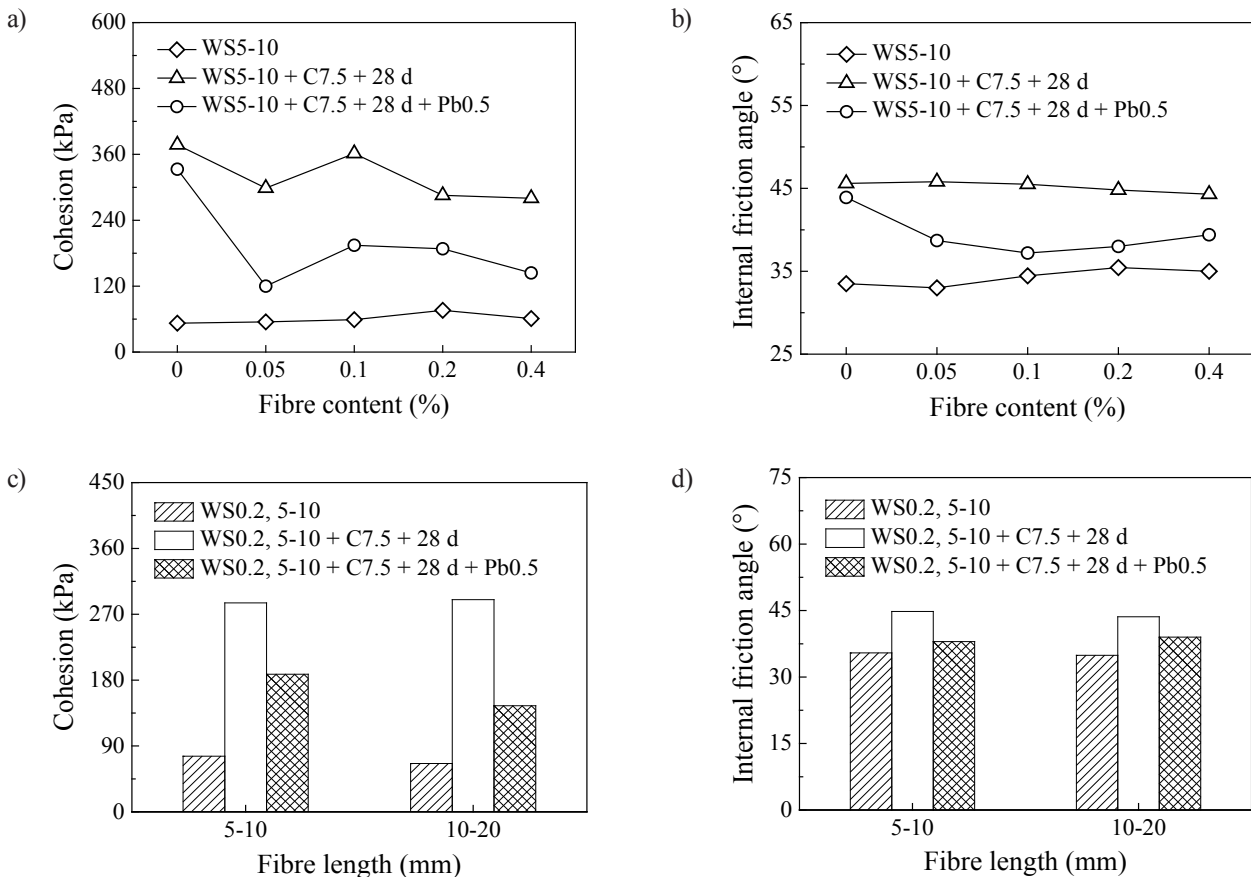 a)
600
480
360
240
120
0
Cohesion (kPa)
WS5-10
WS5-10 + C7.5 + 28 d
WS5-10 + C7.5 + 28 d + Pb0.5
0 0.05 0.1 0.2 0.4
Fibre content (%)
b)
65
55
45
35
25
Internal friction angle (°)
WS5-10
WS5-10 + C7.5 + 28 d
WS5-10 + C7.5 + 28 d + Pb0.5
0 0.05 0.1 0.2 0.4
Fibre content (%)
c)
450
360
270
180
90
0
Cohesion (kPa)
WS0.2, 5-10
WS0.2, 5-10 + C7.5 + 28 d
WS0.2, 5-10 + C7.5 + 28 d + Pb0.5
5-10 10-20
Fibre length (mm)
d)
75
60
45
30
15
0
Internal friction angle (°)
WS0.2, 5-10
WS0.2, 5-10 + C7.5 + 28 d
WS0.2, 5-10 + C7.5 + 28 d + Pb0.5
5-10 10-20
Fibre length (mm)